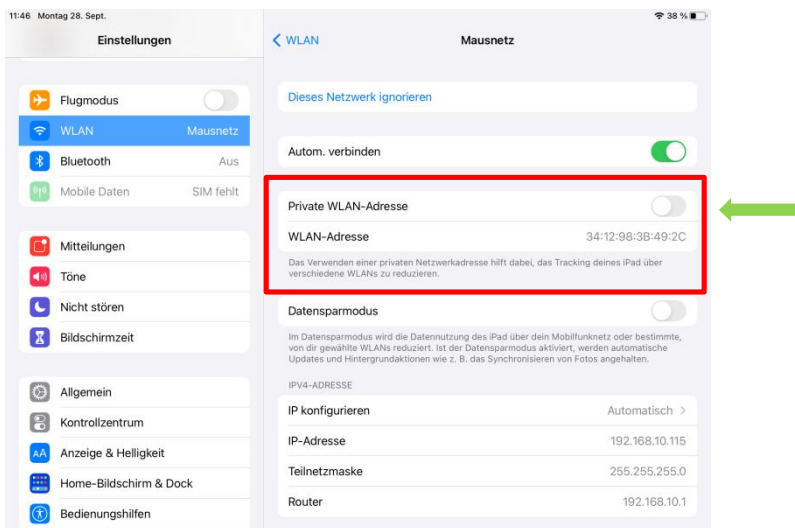 11:46 Montag 28. Sept.
38 %
Einstellungen
Flugmodus
WLAN Mausnetz
Bluetooth Aus
Mobile Daten SIM fehlt
Mitteilungen
Töne
Nicht stören
Bildschirmzeit
Allgemein
Kontrollzentrum
AA Anzeige & Helligkeit
Home-Bildschirm & Dock
Bedienungshilfen
WLAN Mausnetz
Dieses Netzwerk ignorieren
Autom. verbinden
Private WLAN-Adresse
WLAN-Adresse 34:12:98:3B:49:2C
Das Verwenden einer privaten Netzwerkadresse hilft dabei, das Tracking deines iPad über
verschiedene WLANs zu reduzieren.
Datensparmodus
Im Datensparmodus wird die Datennutzung des iPad über dein Mobilfunknetz oder bestimmte,
von dir gewählte WLANs reduziert. Ist der Datensparmodus aktiviert, werden automatische
Updates und Hintergrundaktionen wie z. B. das Synchronisieren von Fotos angehalten.
IPV4-ADRESSE
IP konfigurieren Automatisch
IP-Adresse 192.168.10.115
Teilnetzmaske 255.255.255.0
Router 192.168.10.1